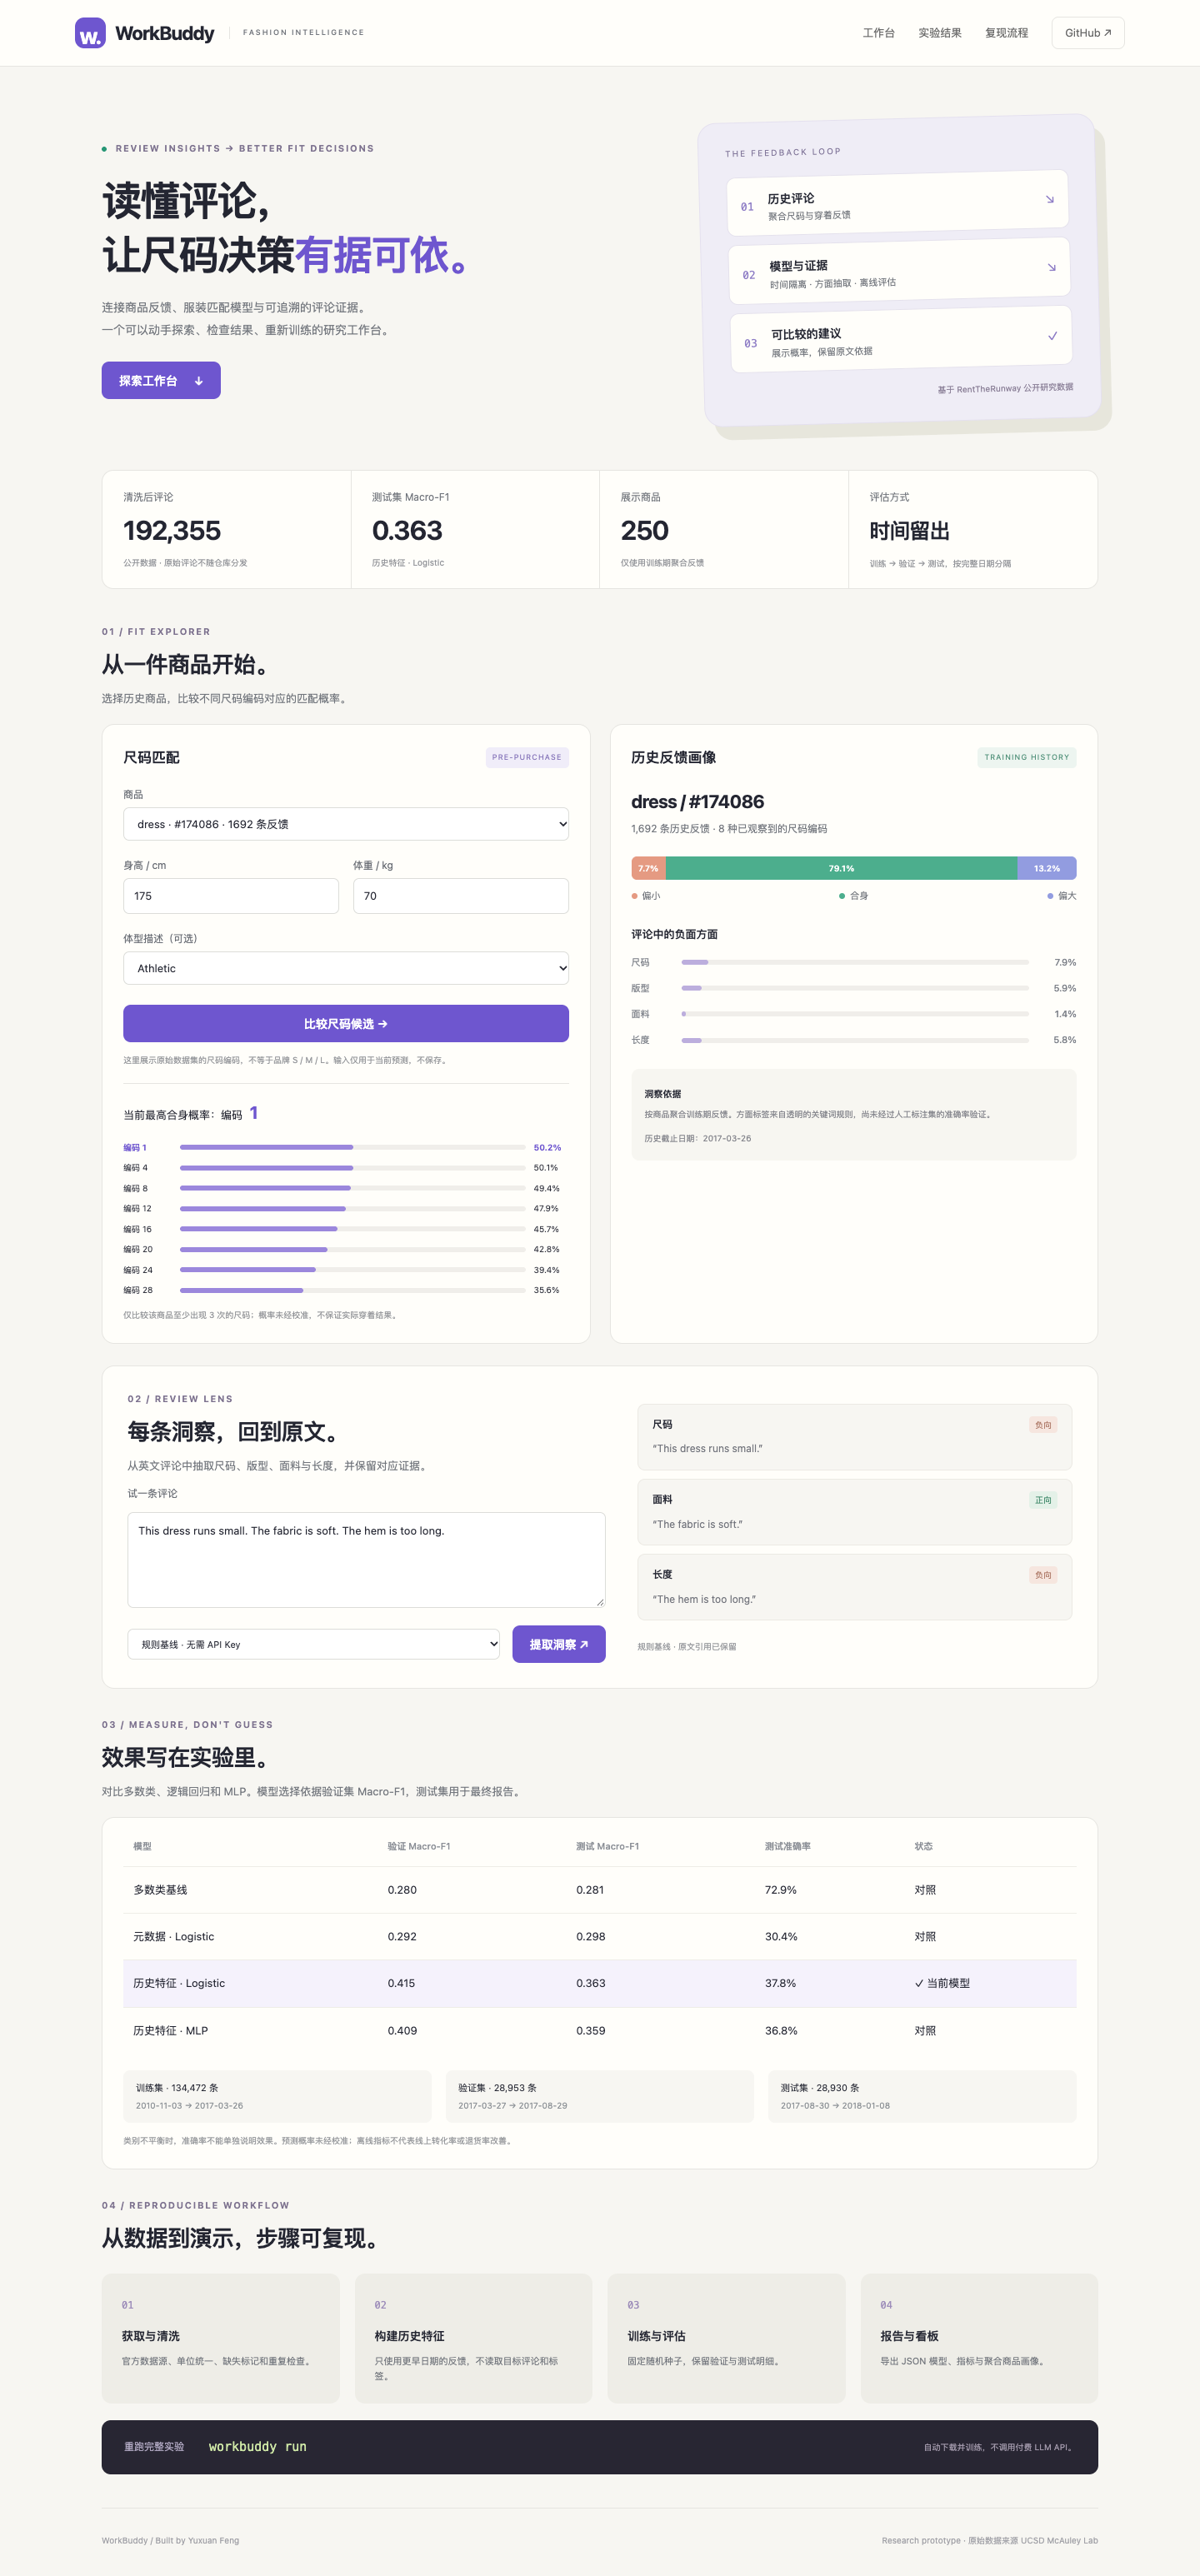 w. WorkBuddy FASHION INTELLIGENCE 工作台 实验结果 复现流程 GitHub ↗
REVIEW INSIGHTS → BETTER FIT DECISIONS
读懂评论，
让尺码决策有据可依。
连接商品反馈、服装匹配模型与可追溯的评论证据。
一个可以动手探索、检查结果、重新训练的研究工作台。
探索工作台 ↓
THE FEEDBACK LOOP
01 历史评论 ↘
聚合尺码与穿着反馈
02 模型与证据 ↘
时间隔离 · 方面抽取 · 离线评估
03 可比较的建议 ✓
展示概率，保留原文依据
基于 RentTheRunway 公开研究数据
清洗后评论
192,355
公开数据 · 原始评论不随仓库分发
测试集 Macro-F1
0.363
历史特征 · Logistic
展示商品
250
仅使用训练期聚合反馈
评估方式
时间留出
训练 → 验证 → 测试，按完整日期分隔
01 / FIT EXPLORER
从一件商品开始。
选择历史商品，比较不同尺码编码对应的匹配概率。
尺码匹配 PRE-PURCHASE
商品
dress · #174086 · 1692 条反馈
身高 / cm 体重 / kg
175 70
体型描述（可选）
Athletic
比较尺码候选 →
这里展示原始数据集的尺码编码，不等于品牌 S / M / L。输入仅用于当前预测，不保存。
当前最高合身概率：编码 1
编码 1 50.2%
编码 4 50.1%
编码 8 49.4%
编码 12 47.9%
编码 16 45.7%
编码 20 42.8%
编码 24 39.4%
编码 28 35.6%
仅比较该商品至少出现 3 次的尺码；概率未经校准，不保证实际穿着结果。
历史反馈画像 TRAINING HISTORY
dress / #174086
1,692 条历史反馈 · 8 种已观察到的尺码编码
7.7% 79.1% 13.2%
偏小 合身 偏大
评论中的负面方面
尺码 7.9%
版型 5.9%
面料 1.4%
长度 5.8%
洞察依据
按商品聚合训练期反馈。方面标签来自透明的关键词规则，尚未经过人工标注集的准确率验证。
历史截止日期：2017-03-26
02 / REVIEW LENS
每条洞察，回到原文。
从英文评论中抽取尺码、版型、面料与长度，并保留对应证据。
试一条评论
This dress runs small. The fabric is soft. The hem is too long.
规则基线 · 无需 API Key 提取洞察 ↗
尺码 负向
“This dress runs small.”
面料 正向
“The fabric is soft.”
长度 负向
“The hem is too long.”
规则基线 · 原文引用已保留
03 / MEASURE, DON'T GUESS
效果写在实验里。
对比多数类、逻辑回归和 MLP。模型选择依据验证集 Macro-F1，测试集用于最终报告。
模型 验证 Macro-F1 测试 Macro-F1 测试准确率 状态
多数类基线 0.280 0.281 72.9% 对照
元数据 · Logistic 0.292 0.298 30.4% 对照
历史特征 · Logistic 0.415 0.363 37.8% ✓ 当前模型
历史特征 · MLP 0.409 0.359 36.8% 对照
训练集 · 134,472 条
2010-11-03 → 2017-03-26
验证集 · 28,953 条
2017-03-27 → 2017-08-29
测试集 · 28,930 条
2017-08-30 → 2018-01-08
类别不平衡时，准确率不能单独说明效果。预测概率未经校准；离线指标不代表线上转化率或退货率改善。
04 / REPRODUCIBLE WORKFLOW
从数据到演示，步骤可复现。
01
获取与清洗
官方数据源、单位统一、缺失标记和重复检查。
02
构建历史特征
只使用更早日期的反馈，不读取目标评论和标
签。
03
训练与评估
固定随机种子，保留验证与测试明细。
04
报告与看板
导出 JSON 模型、指标与聚合商品画像。
重跑完整实验 workbuddy run 自动下载并训练，不调用付费 LLM API。
WorkBuddy / Built by Yuxuan Feng Research prototype · 原始数据来源 UCSD McAuley Lab